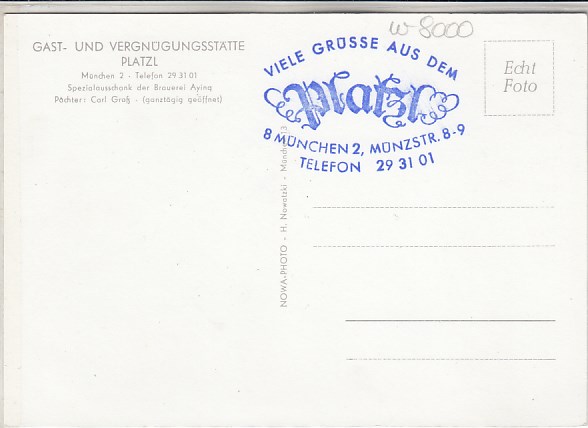 GAST- UND VERGNÜGUNGSSTÄTTE
PLATZL
München 2 - Telefon 29 31 01
Spezialausschank der Brauerei Aying
Pächter: Carl Groß - (ganztägig geöffnet)
w-8000
VIELE GRÜSSE AUS DEM
Platzl
8 MÜNCHEN 2, MÜNZSTR. 8-9
TELEFON 29 31 01
Echt
Foto
NOWA-PHOTO - H. Nowatzki - München 13